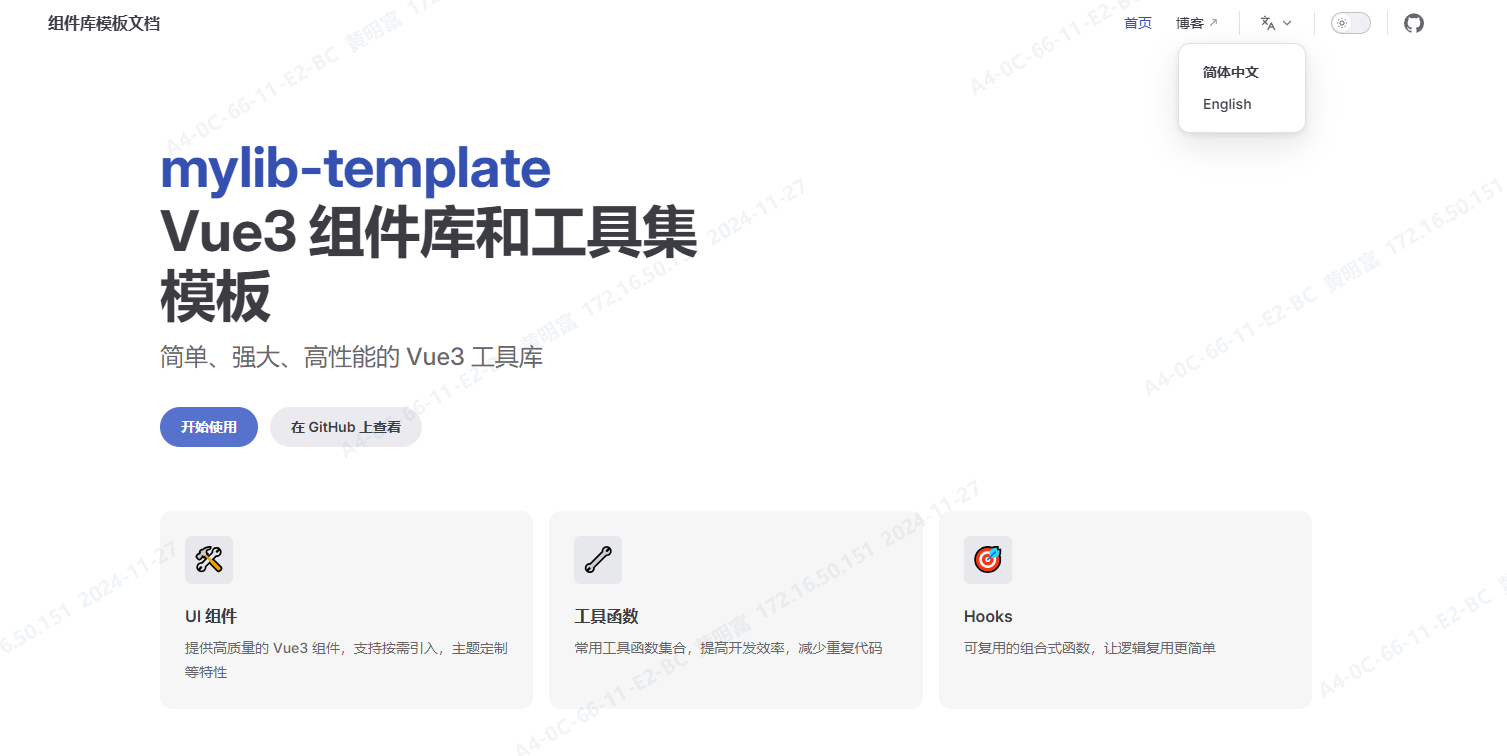 组件库模板文档
首页 博客
简体中文
English
mylib-template
Vue3 组件库和工具集
模板
简单、强大、高性能的 Vue3 工具库
开始使用 在 GitHub 上查看
UI 组件
提供高质量的 Vue3 组件，支持按需引入，主题定制
等特性
工具函数
常用工具函数集合，提高开发效率，减少重复代码
Hooks
可复用的组合式函数，让逻辑复用更简单
A4-0C-66-11-E2-BC 黄明富 172.16.50.151 2024-11-27